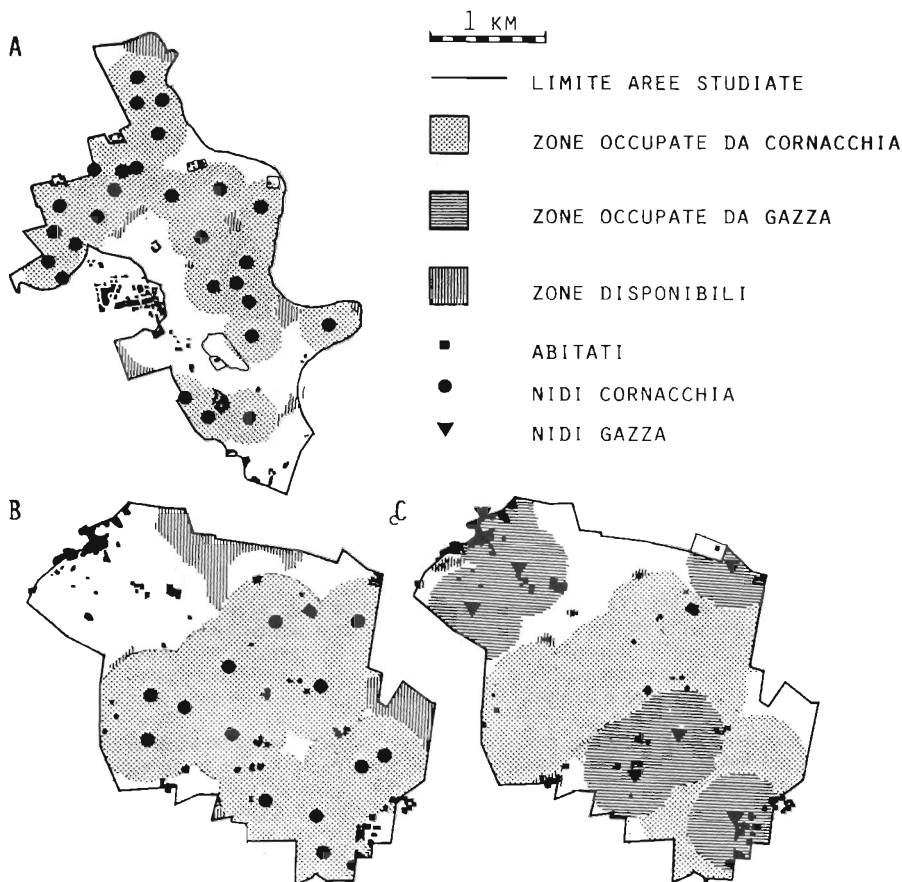 A
1 KM
LIMITE AREE STUDIATE
ZONE OCCUPATE DA CORNACCHIA
ZONE OCCUPATE DA GAZZA
ZONE DISPONIBILI
ABITATI
NIDI CORNACCHIA
NIDI GAZZA
B
C